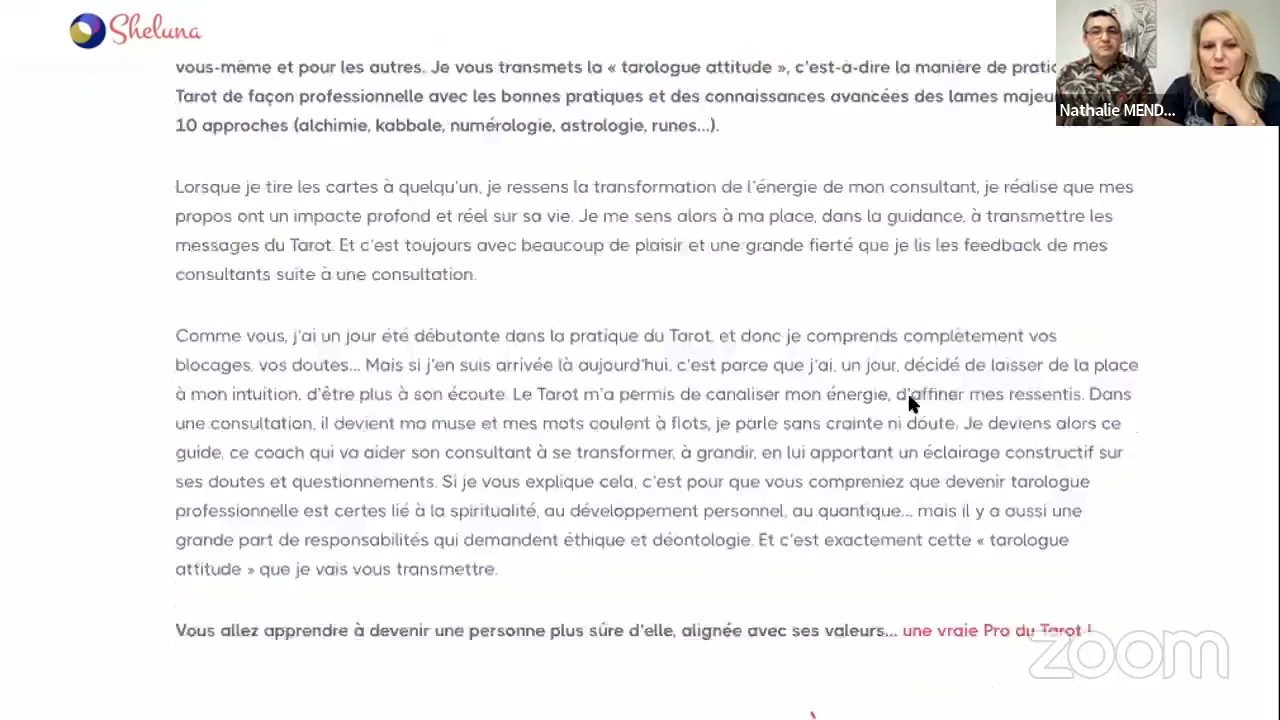 Sheluna
vous-même et pour les autres. Je vous transmets la « tarologue attitude », c'est-à-dire la manière de
Tarot de façon professionnelle avec les bonnes pratiques et des connaissances avancées des lames
10 approches (alchimie, kabbale, numérologie, astrologie, runes...).
Nathalie MEND...
Lorsque je tire les cartes à quelqu'un, je ressens la transformation de l'énergie de mon consultant, je réalise que mes
propos ont un impacte profond et réel sur sa vie. Je me sens alors à ma place, dans la guidance, à transmettre les
messages du Tarot. Et c'est toujours avec beaucoup de plaisir et une grande fierté que je lis les feedback de mes
consultants suite à une consultation.
Comme vous, j'ai un jour été débutante dans la pratique du Tarot, et donc je comprends complètement vos
blocages, vos doutes... Mais si j'en suis arrivée là aujourd'hui, c'est parce que j'ai, un jour, décidé de laisser de la place
à mon intuition, d'être plus à son écoute. Le Tarot m'a permis de canaliser mon énergie, d'affiner mes ressentis. Dans
une consultation, il devient ma muse et mes mots coulent à flots, je parle sans crainte ni doute. Je deviens alors ce
guide, ce coach qui va aider son consultant à se transformer, à grandir, en lui apportant un éclairage constructif sur
ses doutes et questionnements. Si je vous explique cela, c'est pour que vous compreniez que devenir tarologue
professionnelle est certes lié à la spiritualité, au développement personnel, au quantique... mais il y a aussi une
grande part de responsabilités qui demandent éthique et déontologie. Et c'est exactement cette « tarologue
attitude » que je vais vous transmettre.
Vous allez apprendre à devenir une personne plus sûre d'elle, alignée avec ses valeurs... une vraie Pro du Tarot !
zoom